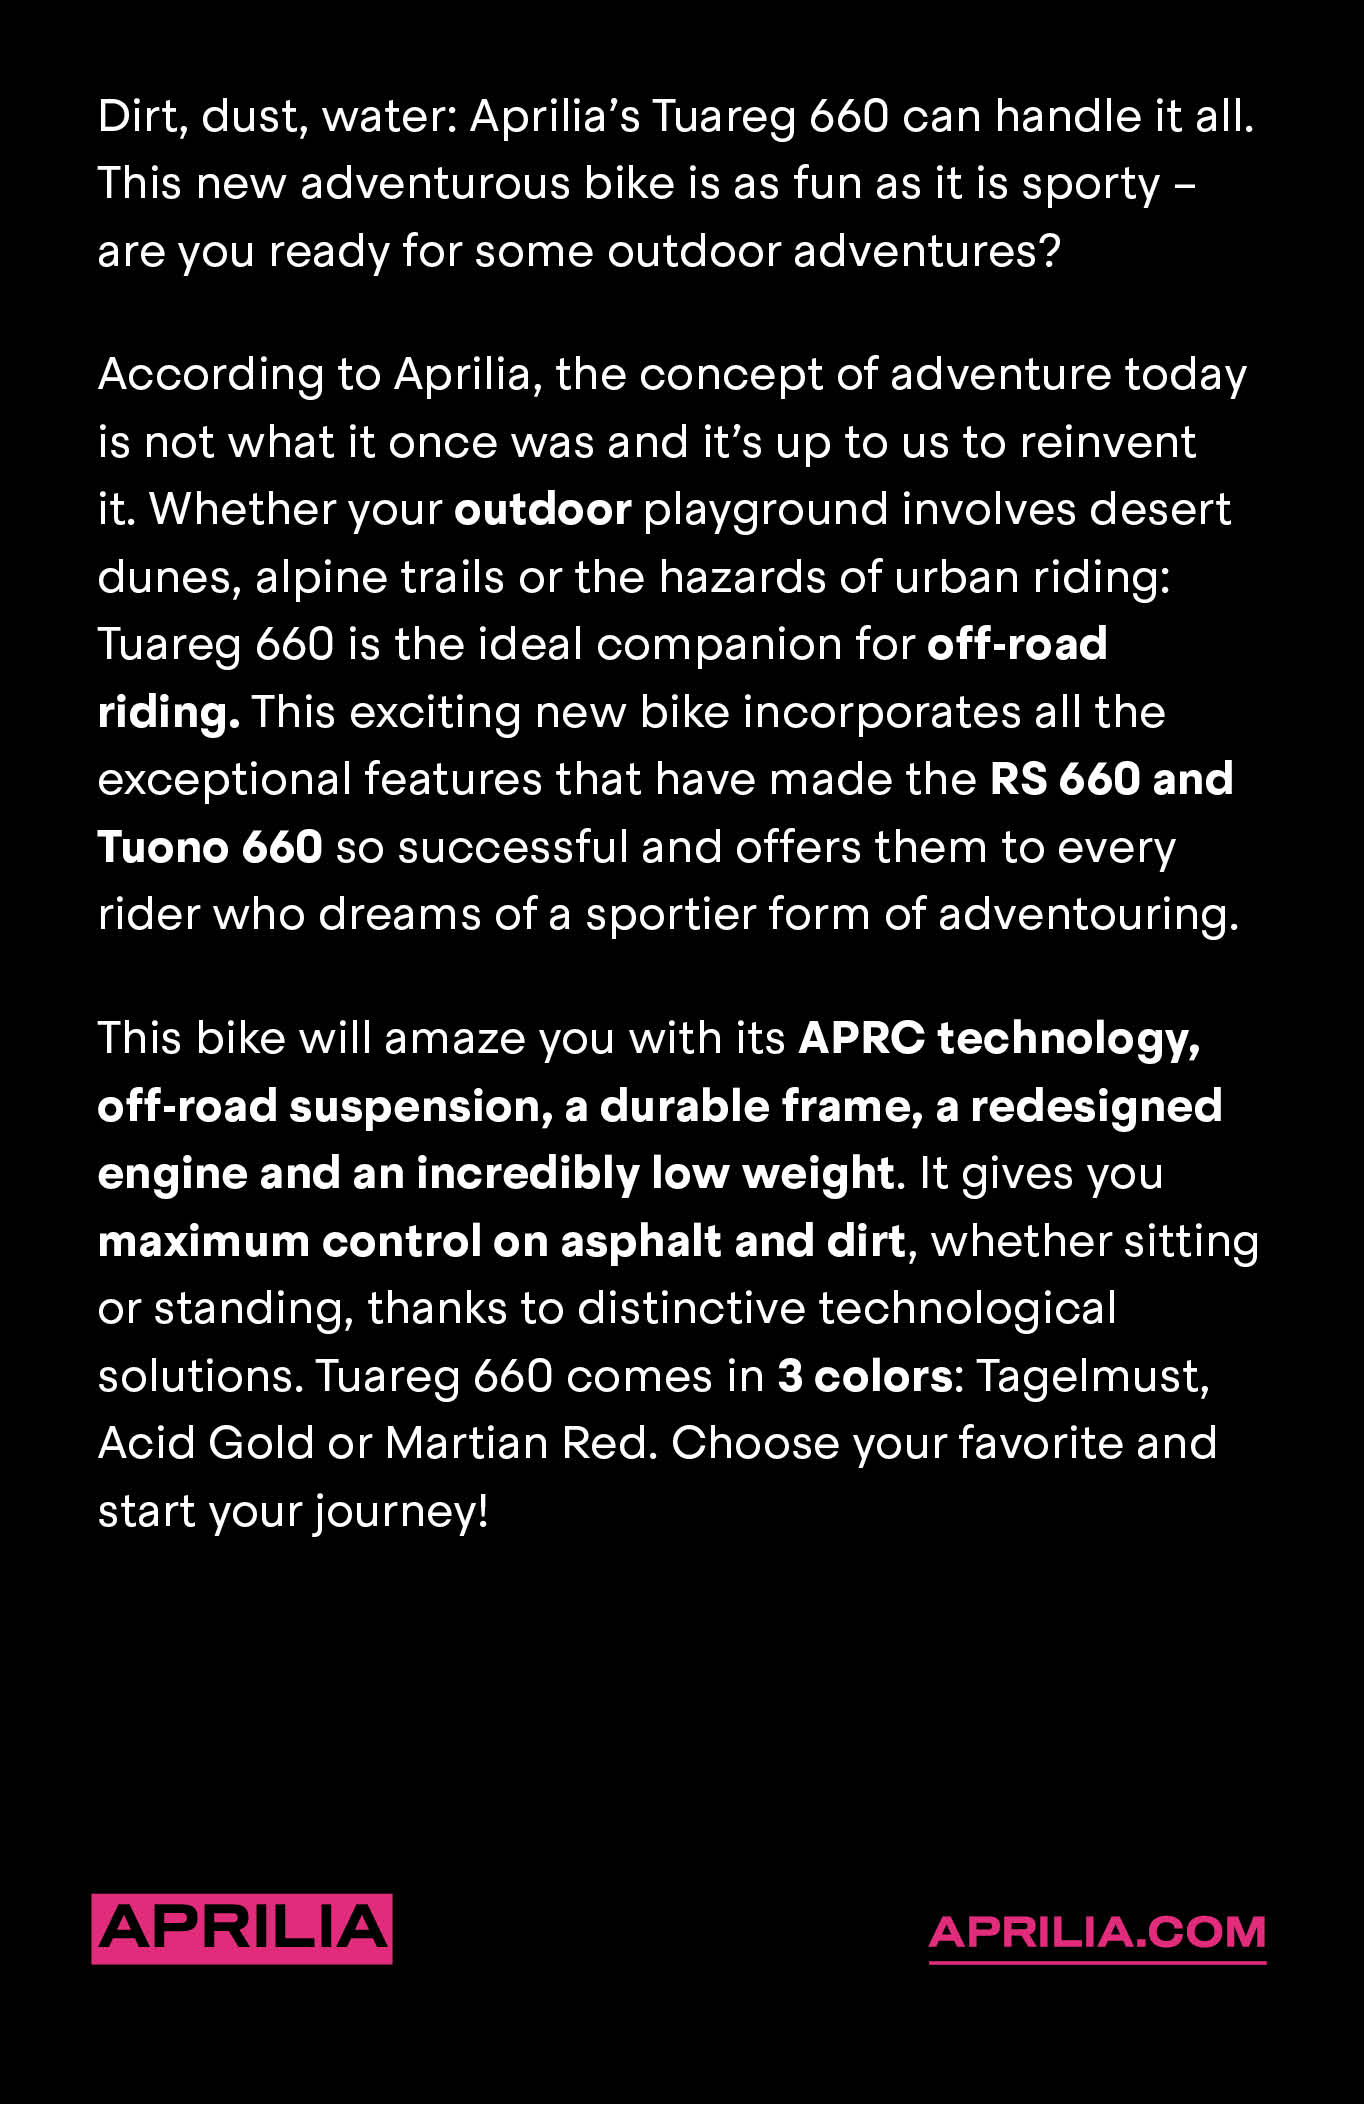 Dirt, dust, water: Aprilia’s Tuareg 660 can handle it all.
This new adventurous bike is as fun as it is sporty –
are you ready for some outdoor adventures?
According to Aprilia, the concept of adventure today
is not what it once was and it’s up to us to reinvent
it. Whether your outdoor playground involves desert
dunes, alpine trails or the hazards of urban riding:
Tuareg 660 is the ideal companion for off-road
riding. This exciting new bike incorporates all the
exceptional features that have made the RS 660 and
Tuono 660 so successful and offers them to every
rider who dreams of a sportier form of adventouring.
This bike will amaze you with its APRC technology,
off-road suspension, a durable frame, a redesigned
engine and an incredibly low weight. It gives you
maximum control on asphalt and dirt, whether sitting
or standing, thanks to distinctive technological
solutions. Tuareg 660 comes in 3 colors: Tagelmust,
Acid Gold or Martian Red. Choose your favorite and
start your journey!
APRILIA
APRILIA.COM